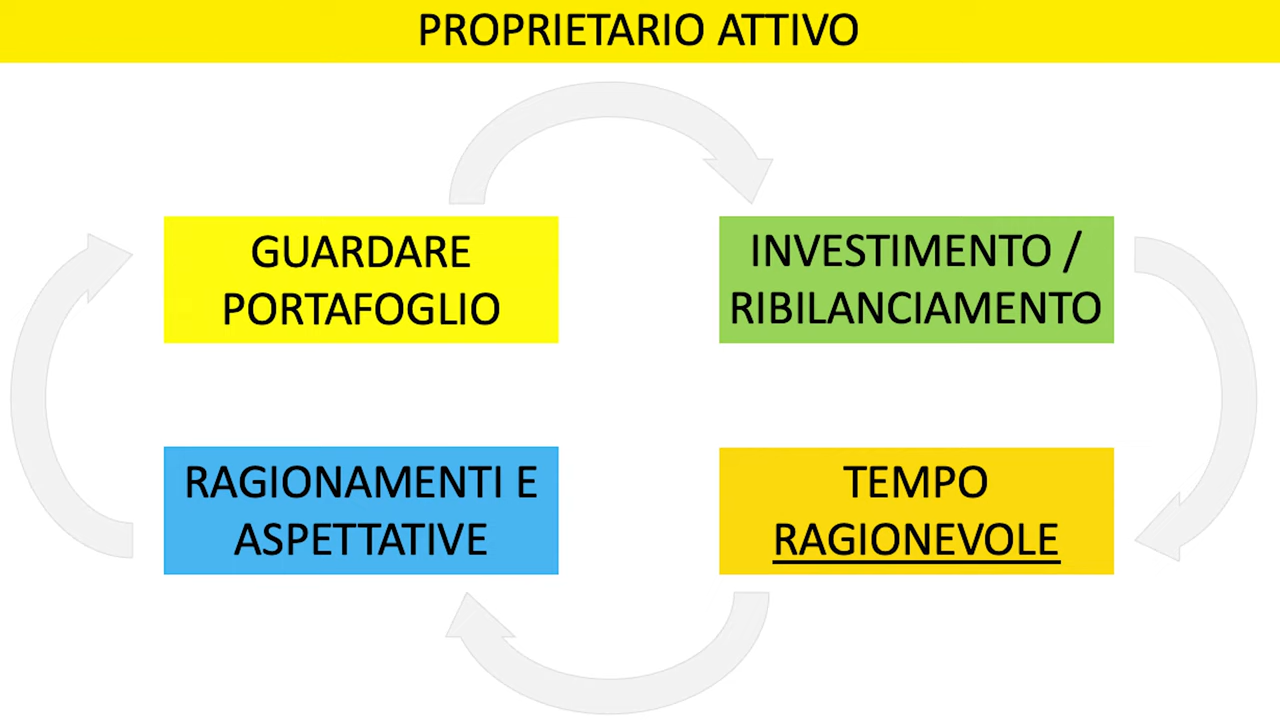 PROPRIETARIO ATTIVO
GUARDARE
PORTAFOGLIO
INVESTIMENTO /
RIBILANCIAMENTO
RAGIONAMENTI E
ASPETTATIVE
TEMPO
RAGIONEVOLE